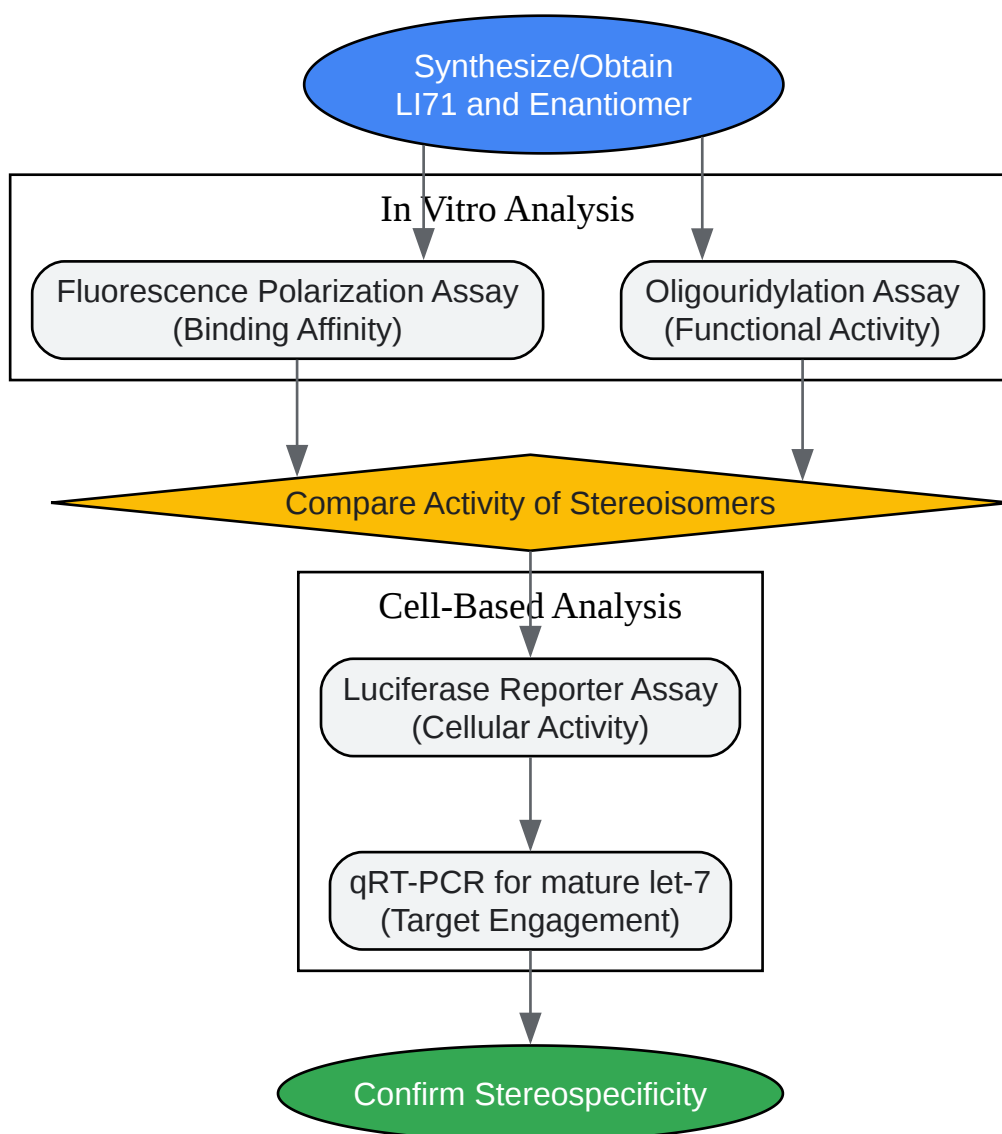 Synthesize/Obtain
LI71 and Enantiomer
In Vitro Analysis
Fluorescence Polarization Assay
(Binding Affinity)
Oligouridylation Assay
(Functional Activity)
Compare Activity of Stereoisomers
Cell-Based Analysis
Luciferase Reporter Assay
(Cellular Activity)
qRT-PCR for mature let-7
(Target Engagement)
Confirm Stereospecificity